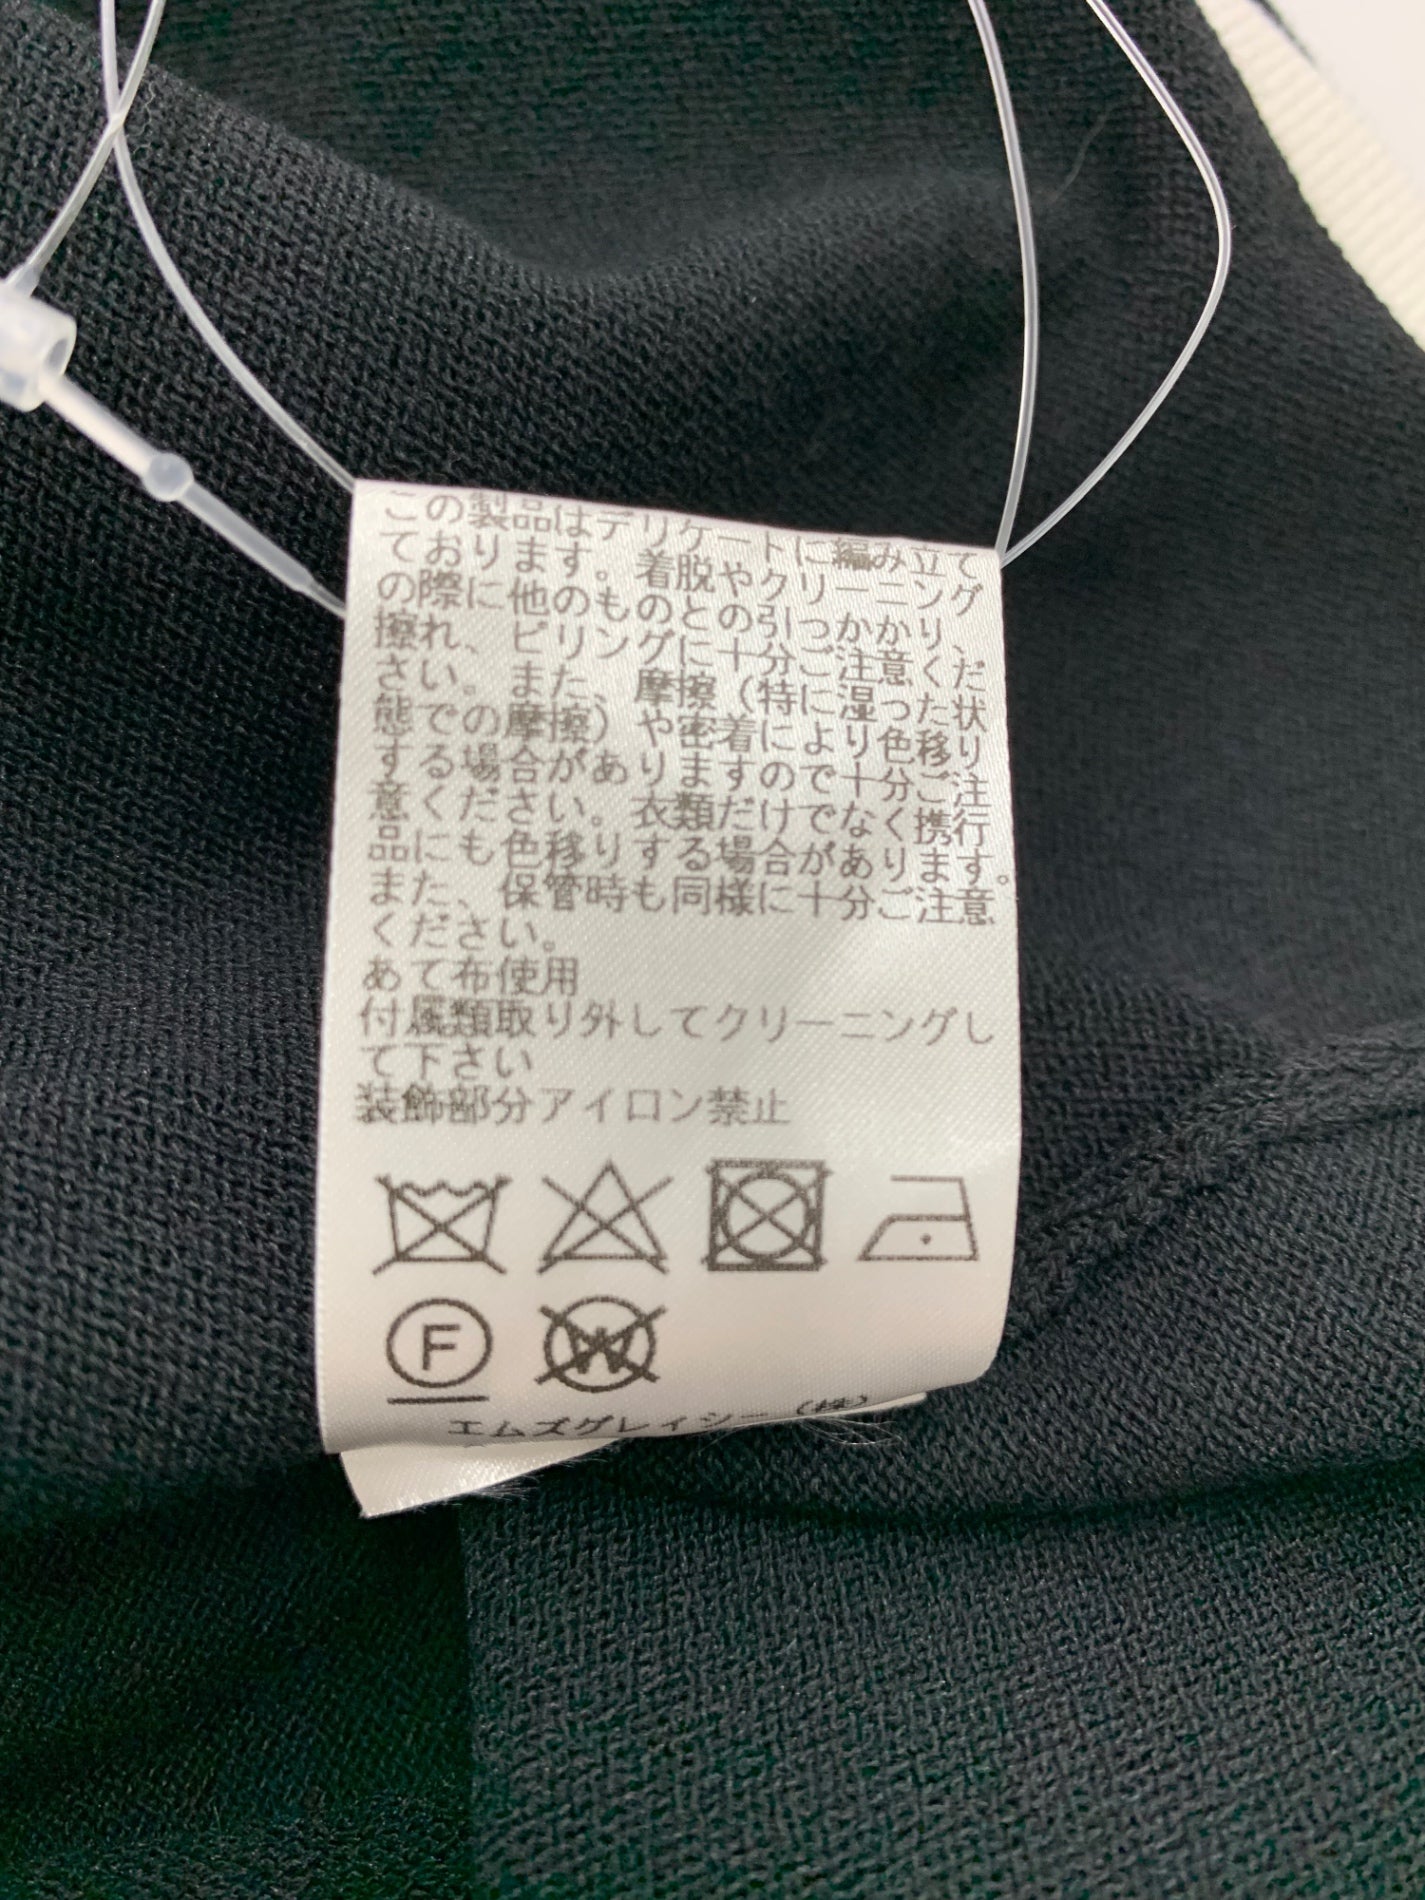 この製品はデリケートに編み立て
ております。着脱やクリーニング
の際に他のものとの引っかかり、
擦れ、ピリングに十分ご注意くだ
さい。また、摩擦（特に湿った状
態での摩擦）や密着により色移り
する場合がありますので十分ご注
意ください。衣類だけでなく携行
品にも色移りする場合があります。
また、保管時も同様に十分ご注意
ください。
あて布使用
付属類取り外してクリーニングし
て下さい
装飾部分アイロン禁止
F W
エムズグレィシー（株）